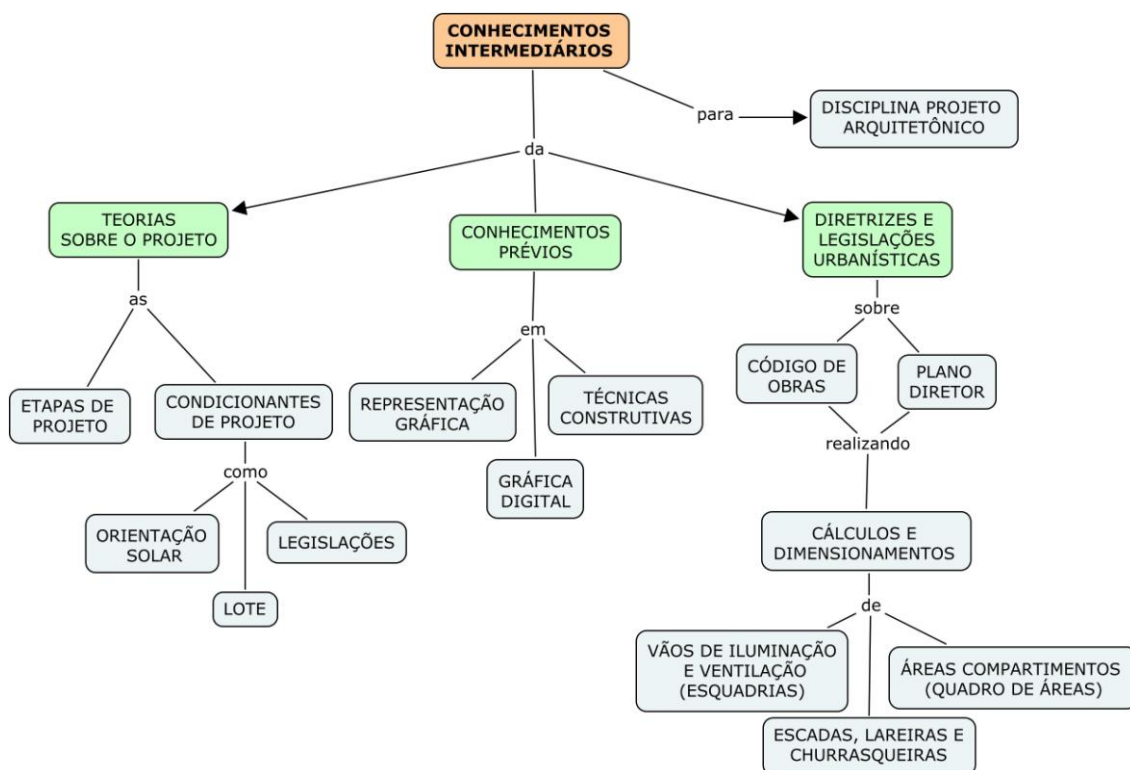 CONHECIMENTOS
INTERMEDIÁRIOS
para
DISCIPLINA PROJETO
ARQUITETÔNICO
da
TEORIAS
SOBRE O PROJETO
CONHECIMENTOS
PRÉVIOS
DIRETRIZES E
LEGISLAÇÕES
URBANÍSTICAS
as
em
sobre
ETAPAS DE
PROJETO
CONDICIONANTES
DE PROJETO
REPRESENTAÇÃO
GRÁFICA
TÉCNICAS
CONSTRUTIVAS
CÓDIGO DE
OBRAS
PLANO
DIRETOR
como
realizando
ORIENTAÇÃO
SOLAR
LEGISLAÇÕES
LOTE
GRÁFICA
DIGITAL
CÁLCULOS E
DIMENSIONAMENTOS
de
VÃOS DE ILUMINAÇÃO
E VENTILAÇÃO
(ESQUADRIAS)
ÁREAS COMPARTIMENTOS
(QUADRO DE ÁREAS)
ESCADAS, LAREIRAS E
CHURRASQUEIRAS